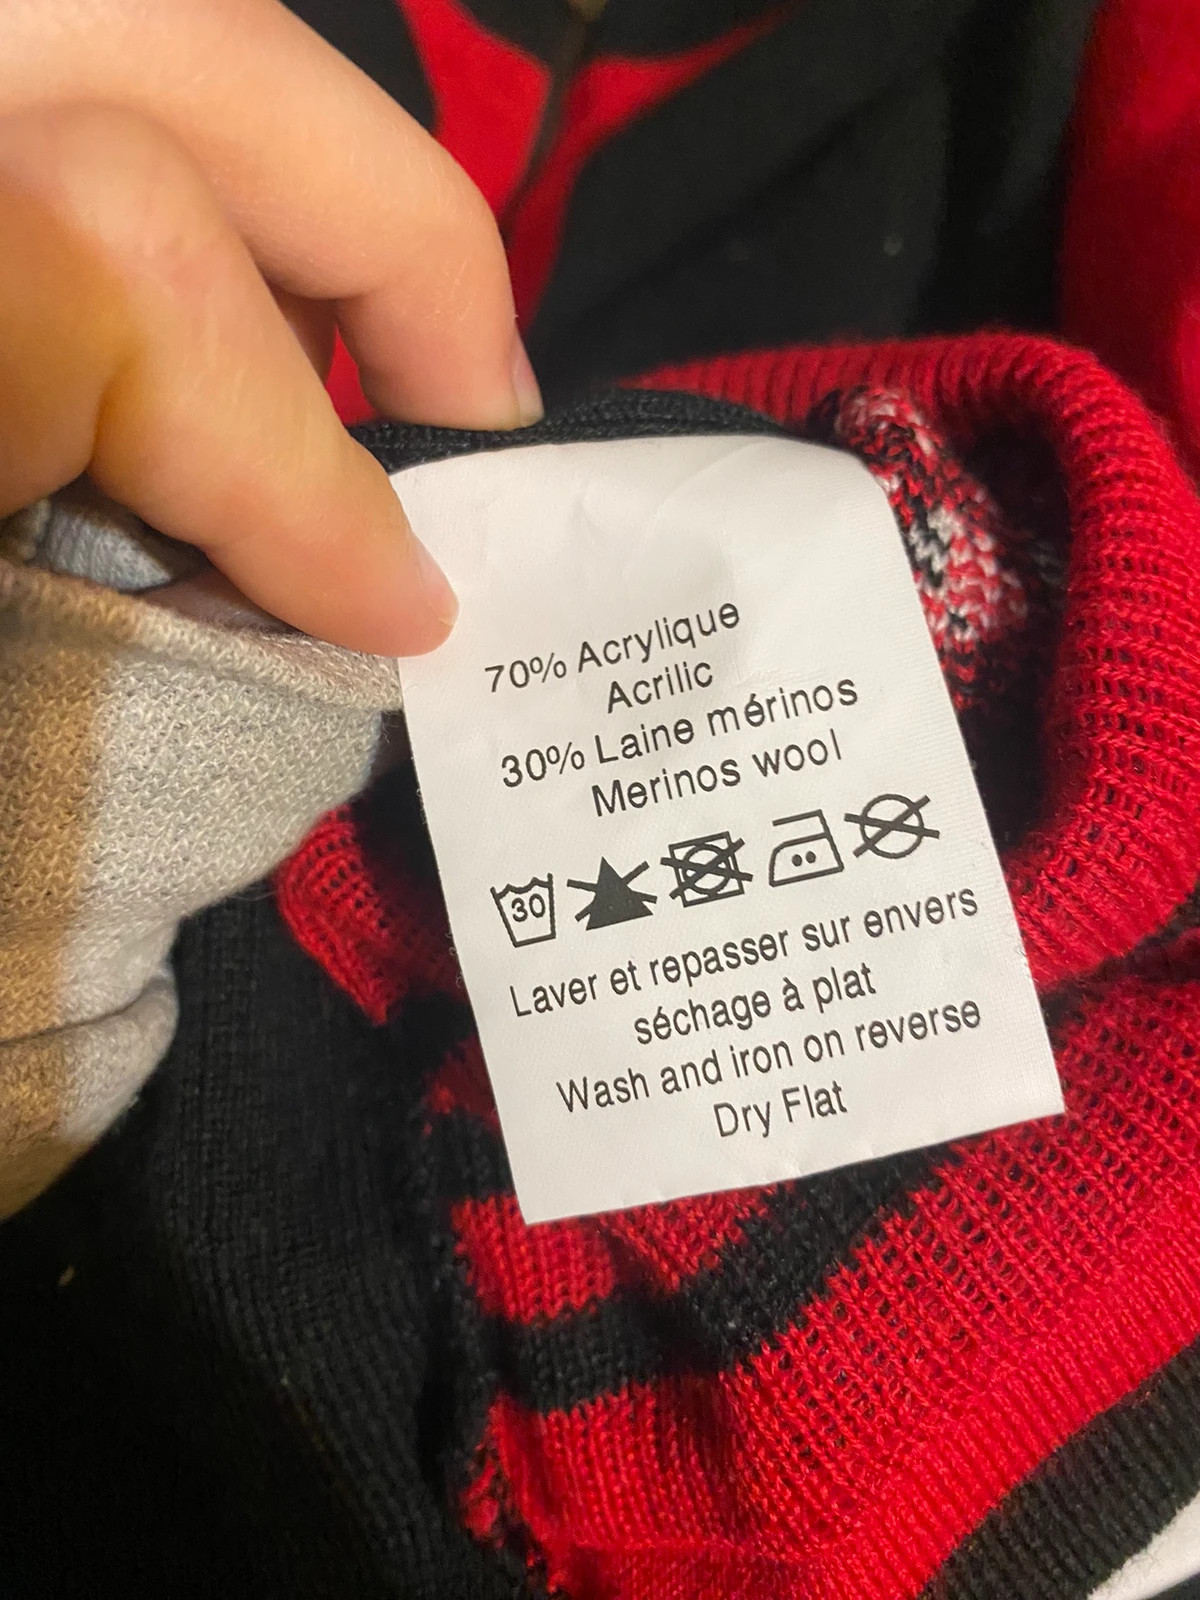 70% Acrylique
Acrilic
30% Laine mérinos
Merinos wool
30
Laver et repasser sur envers
séchage à plat
Wash and iron on reverse
Dry Flat